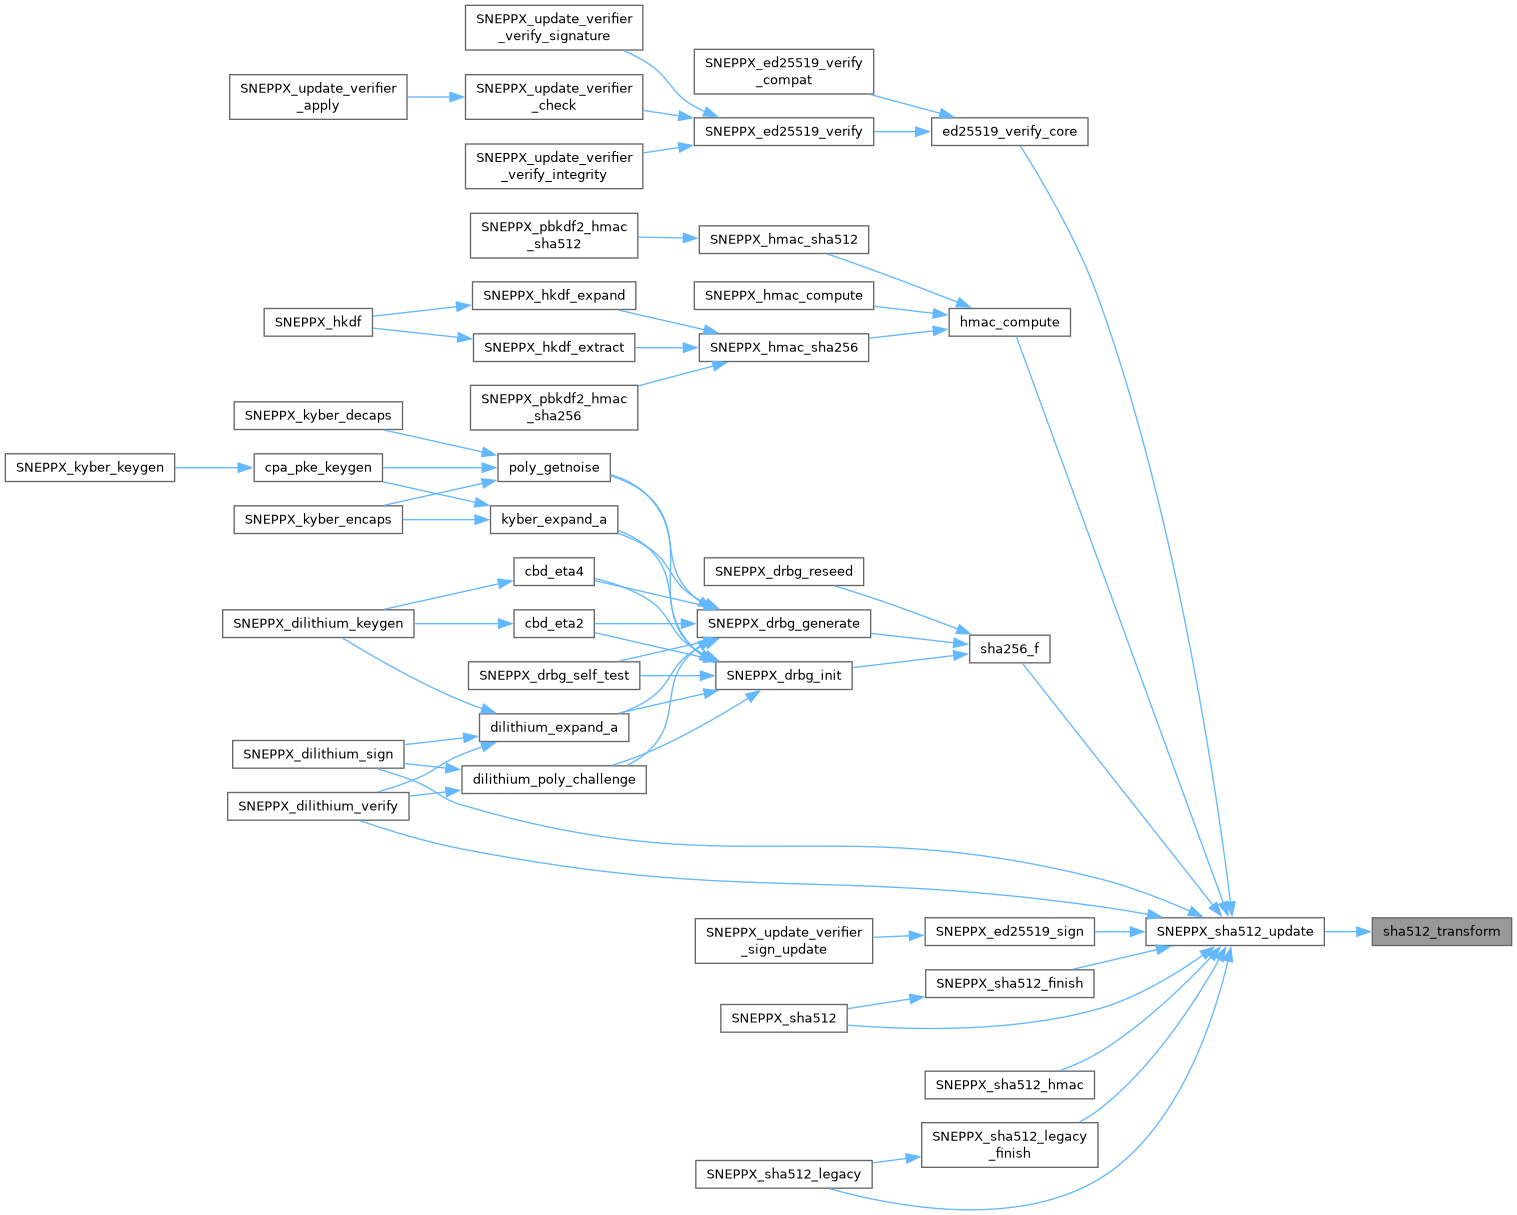 SNEPPX_update_verifier
_verify_signature
SNEPPX_ed25519_verify
_compat
SNEPPX_update_verifier
_apply
SNEPPX_update_verifier
_check
SNEPPX_ed25519_verify
ed25519_verify_core
SNEPPX_update_verifier
_verify_integrity
SNEPPX_pbkdf2_hmac
_sha512
SNEPPX_hmac_sha512
SNEPPX_hkdf_expand
SNEPPX_hmac_compute
SNEPPX_hkdf
hmac_compute
SNEPPX_hkdf_extract
SNEPPX_hmac_sha256
SNEPPX_pbkdf2_hmac
_sha256
SNEPPX_kyber_decaps
SNEPPX_kyber_keygen
cpa_pke_keygen
poly_getnoise
SNEPPX_kyber_encaps
kyber_expand_a
cbd_eta4
SNEPPX_drbg_reseed
SNEPPX_dilithium_keygen
cbd_eta2
SNEPPX_drbg_generate
sha256_f
SNEPPX_drbg_self_test
SNEPPX_drbg_init
dilithium_expand_a
SNEPPX_dilithium_sign
dilithium_poly_challenge
SNEPPX_dilithium_verify
SNEPPX_update_verifier
_sign_update
SNEPPX_ed25519_sign
SNEPPX_sha512_update
sha512_transform
SNEPPX_sha512_finish
SNEPPX_sha512
SNEPPX_sha512_hmac
SNEPPX_sha512_legacy
_finish
SNEPPX_sha512_legacy